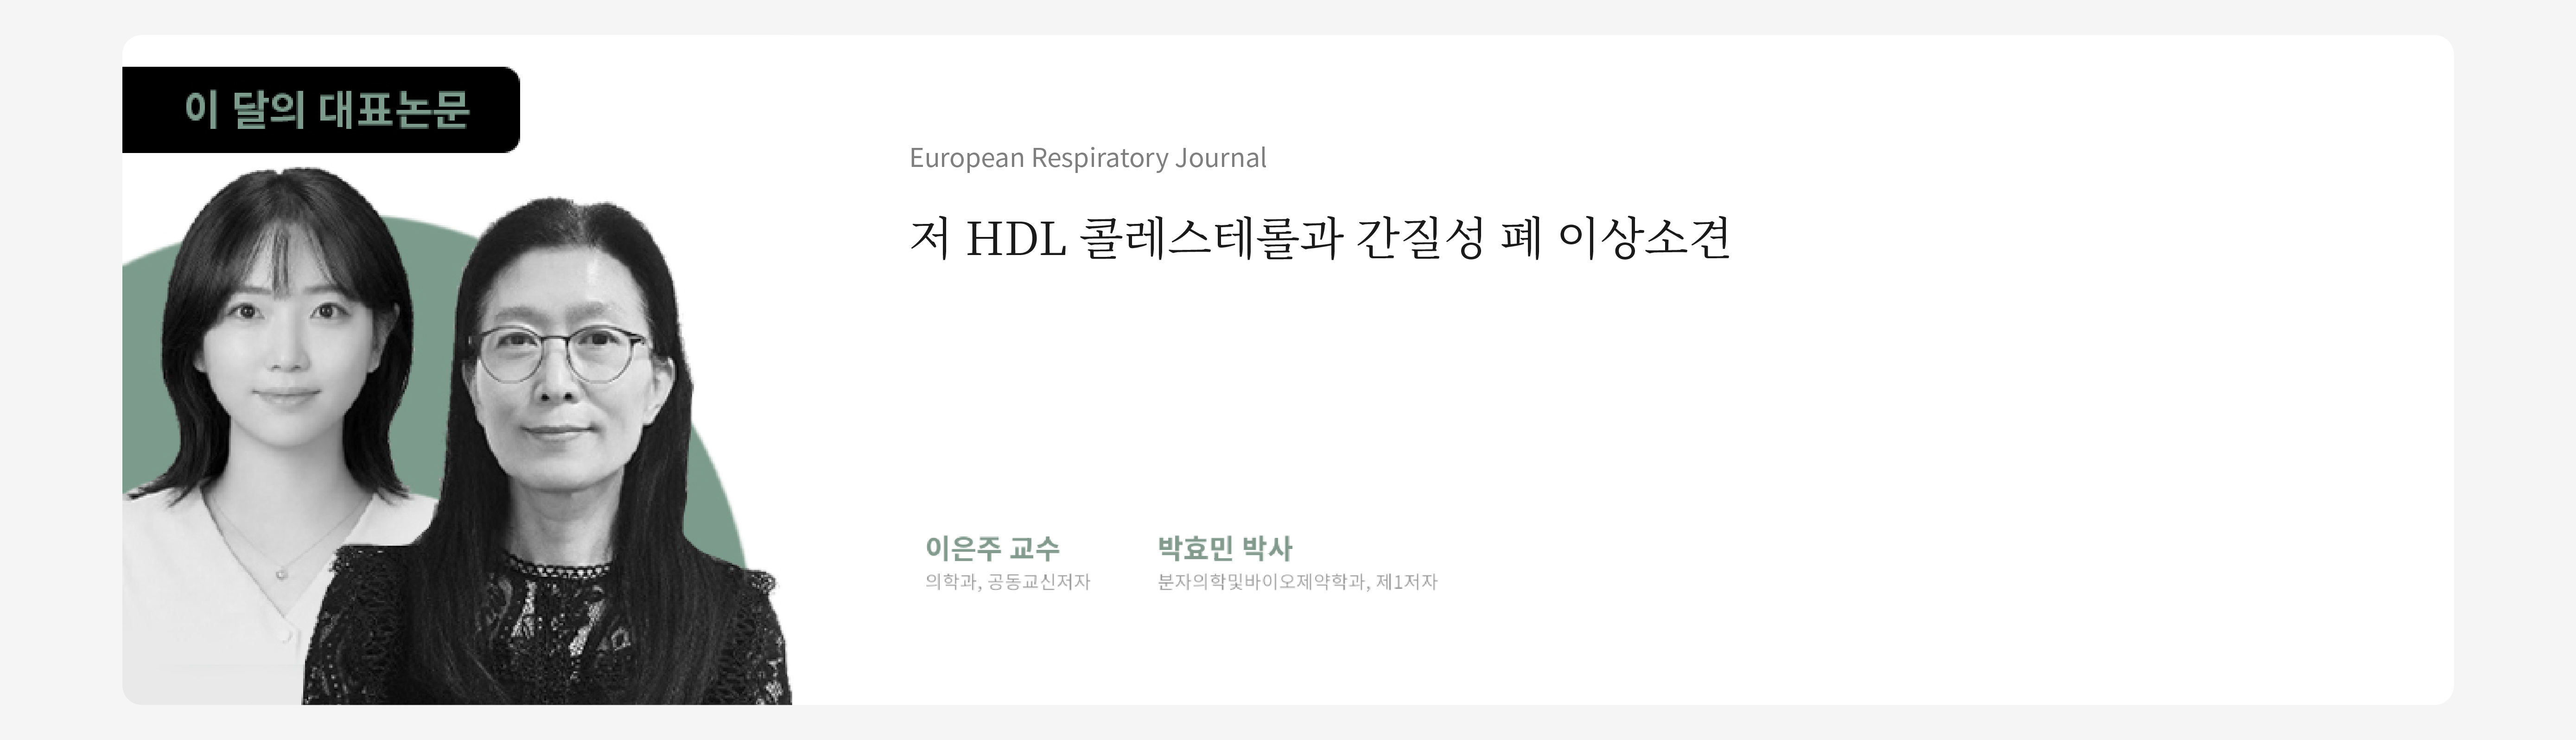 이 달의 대표논문
European Respiratory Journal
저 HDL 콜레스테롤과 간질성 폐 이상소견
이은주 교수
의학과, 공동교신저자
박효민 박사
분자의학및바이오제약학과, 제1저자